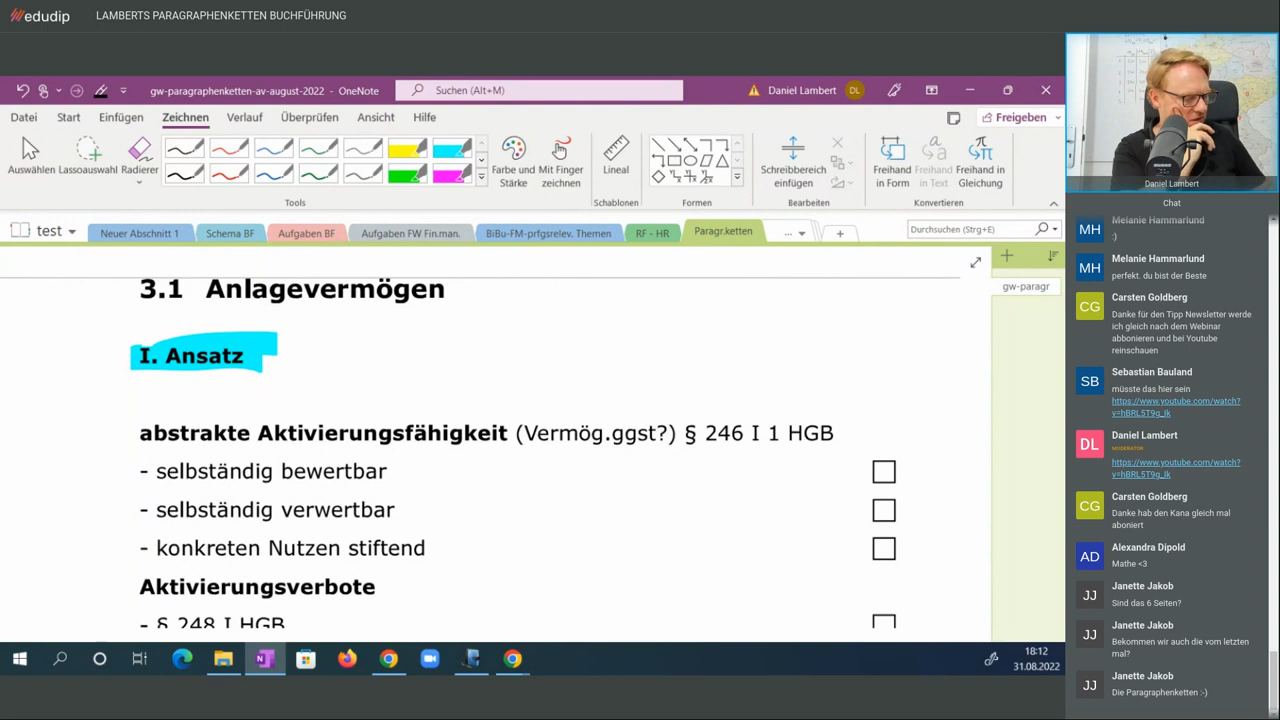 edudip
LAMBERTS PARAGRAPHENKETTEN BUCHFÜHRUNG
gw-paragraphenketten-av-august-2022 - OneNote
Suchen (Alt+M)
Daniel Lambert
DL
Datei
Start
Einfügen
Zeichnen
Verlauf
Überprüfen
Ansicht
Hilfe
Freigeben
Auswählen
Lassoauswahl
Radierer
Farbe und
Stärke
Mit Finger
zeichnen
Lineal
Schreibbereich
einfügen
Freihand
in Form
Freihand
in Text
Freihand in
Gleichung
Tools
Schablonen
Formen
Bearbeiten
Konvertieren
test
Neuer Abschnitt 1
Schema BF
Aufgaben BF
Aufgaben FW Fin.man.
BiBu-FM-prfgsrelev. Themen
RF - HR
Paragr.ketten
...
Durchsuchen (Strg+E)
gw-paragr
3.1 Anlagevermögen
I. Ansatz
abstrakte Aktivierungsfähigkeit (Vermög.ggst?) § 246 I 1 HGB
- selbständig bewertbar
- selbständig verwertbar
- konkreten Nutzen stiftend
Aktivierungsverbote
- § 248 I HGB
18:12
31.08.2022
Daniel Lambert
Chat
MH
Melanie Hammarlund
:)
MH
Melanie Hammarlund
perfekt. du bist der Beste
CG
Carsten Goldberg
Danke für den Tipp Newsletter werde
ich gleich nach dem Webinar
abbonieren und bei Youtube
reinschauen
SB
Sebastian Bauland
müsste das hier sein
https://www.youtube.com/watch?
v=hBRL5T9g_Ik
DL
Daniel Lambert
MODERATOR
https://www.youtube.com/watch?
v=hBRL5T9g_Ik
CG
Carsten Goldberg
Danke hab den Kana gleich mal
aboniert
AD
Alexandra Dipold
Mathe <3
JJ
Janette Jakob
Sind das 6 Seiten?
JJ
Janette Jakob
Bekommen wir auch die vom letzten
mal?
JJ
Janette Jakob
Die Paragraphenketten :-)